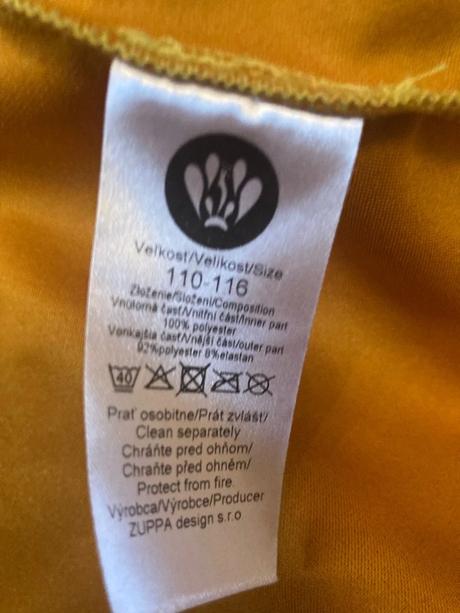 Veľkosť/Velikost/Size
110-116
Zloženie/Složení/Composition
Vnútorná časť/Vnitřní část/inner part
100% polyester
Vonkajšia časť/Vnější část/outer part
92%polyester 8%elastan
40
Prať osobitne/Prát zvlášť/
Clean separately
Chráňte pred ohňom/
Chraňte před ohněm/
Protect from fire.
Výrobca/Výrobce/Producer
ZUPPA design s.r.o